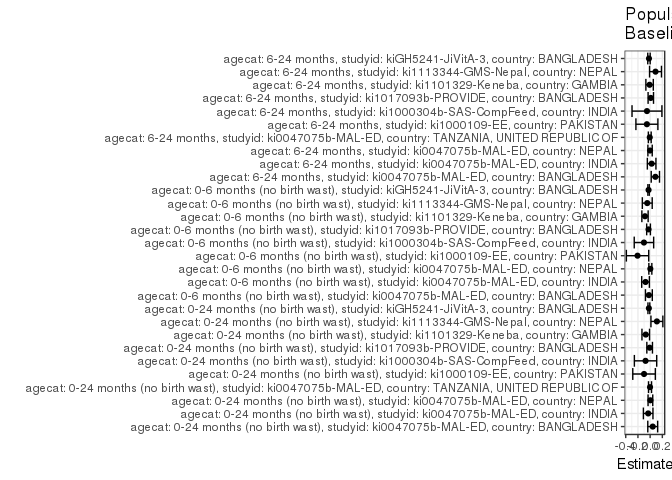 Popul
Baseli
agecat: 6-24 months, studyid: kiGH5241-JiVitA-3, country: BANGLADESH
agecat: 6-24 months, studyid: ki1113344-GMS-Nepal, country: NEPAL
agecat: 6-24 months, studyid: ki1101329-Keneba, country: GAMBIA
agecat: 6-24 months, studyid: ki1017093b-PROVIDE, country: BANGLADESH
agecat: 6-24 months, studyid: ki1000304b-SAS-CompFeed, country: INDIA
agecat: 6-24 months, studyid: ki1000109-EE, country: PAKISTAN
agecat: 6-24 months, studyid: ki0047075b-MAL-ED, country: TANZANIA, UNITED REPUBLIC OF
agecat: 6-24 months, studyid: ki0047075b-MAL-ED, country: NEPAL
agecat: 6-24 months, studyid: ki0047075b-MAL-ED, country: INDIA
agecat: 6-24 months, studyid: ki0047075b-MAL-ED, country: BANGLADESH
agecat: 0-6 months (no birth wast), studyid: kiGH5241-JiVitA-3, country: BANGLADESH
agecat: 0-6 months (no birth wast), studyid: ki1113344-GMS-Nepal, country: NEPAL
agecat: 0-6 months (no birth wast), studyid: ki1101329-Keneba, country: GAMBIA
agecat: 0-6 months (no birth wast), studyid: ki1017093b-PROVIDE, country: BANGLADESH
agecat: 0-6 months (no birth wast), studyid: ki1000304b-SAS-CompFeed, country: INDIA
agecat: 0-6 months (no birth wast), studyid: ki1000109-EE, country: PAKISTAN
agecat: 0-6 months (no birth wast), studyid: ki0047075b-MAL-ED, country: NEPAL
agecat: 0-6 months (no birth wast), studyid: ki0047075b-MAL-ED, country: INDIA
agecat: 0-6 months (no birth wast), studyid: ki0047075b-MAL-ED, country: BANGLADESH
agecat: 0-24 months (no birth wast), studyid: kiGH5241-JiVitA-3, country: BANGLADESH
agecat: 0-24 months (no birth wast), studyid: ki1113344-GMS-Nepal, country: NEPAL
agecat: 0-24 months (no birth wast), studyid: ki1101329-Keneba, country: GAMBIA
agecat: 0-24 months (no birth wast), studyid: ki1017093b-PROVIDE, country: BANGLADESH
agecat: 0-24 months (no birth wast), studyid: ki1000304b-SAS-CompFeed, country: INDIA
agecat: 0-24 months (no birth wast), studyid: ki1000109-EE, country: PAKISTAN
agecat: 0-24 months (no birth wast), studyid: ki0047075b-MAL-ED, country: TANZANIA, UNITED REPUBLIC OF
agecat: 0-24 months (no birth wast), studyid: ki0047075b-MAL-ED, country: NEPAL
agecat: 0-24 months (no birth wast), studyid: ki0047075b-MAL-ED, country: INDIA
agecat: 0-24 months (no birth wast), studyid: ki0047075b-MAL-ED, country: BANGLADESH
-0.4 -0.2 0.0 0.2
Estimate